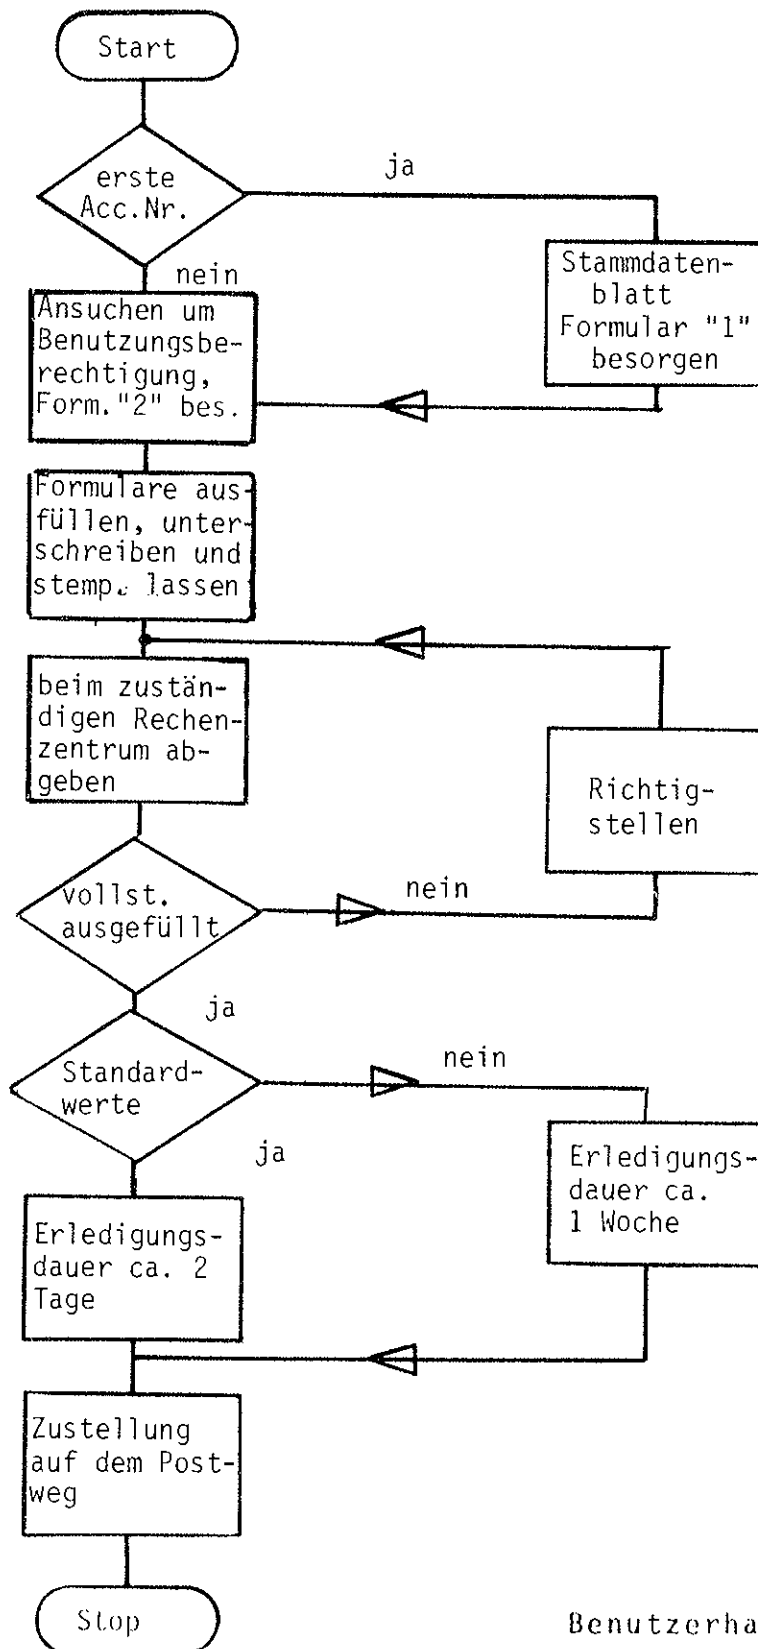 Start
erste
Acc.Nr.
ja
nein
Stammdaten-
blatt
Formular "1"
besorgen
Ansuchen um
Benutzungsbe-
rechtigung,
Form."2" bes.
Formulare aus-
füllen, unter-
schreiben und
stemp. lassen
beim zustän-
digen Rechen-
zentrum ab-
geben
Richtig-
stellen
vollst.
ausgefüllt
nein
ja
Standard-
werte
nein
ja
Erledigungs-
dauer ca.
1 Woche
Erledigungs-
dauer ca. 2
Tage
Zustellung
auf dem Post-
weg
Stop
Benutzerha